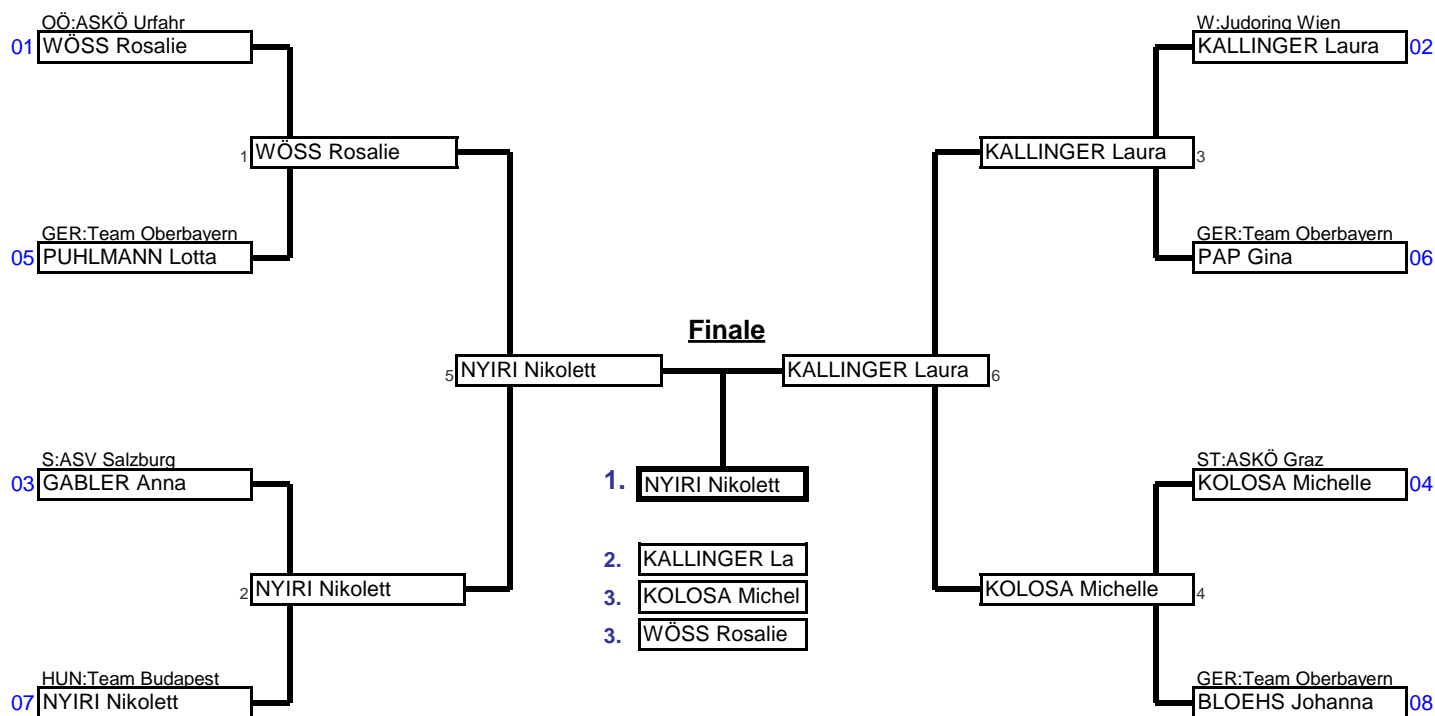 OÖ:ASKÖ Urfahr
W:Judoring Wien
01 WÖSS Rosalie
KALLINGER Laura 02
1 WÖSS Rosalie
KALLINGER Laura 3
GER:Team Oberbayern
GER:Team Oberbayern
05 PUHLMANN Lotta
PAP Gina 06
Finale
5 NYIRI Nikolett
KALLINGER Laura 6
S:ASV Salzburg
ST:ASKÖ Graz
03 GABLER Anna
1. NYIRI Nikolett
KOLOSA Michelle 04
2. KALLINGER La
2 NYIRI Nikolett
3. KOLOSA Michel
KOLOSA Michelle 4
3. WÖSS Rosalie
HUN:Team Budapest
GER:Team Oberbayern
07 NYIRI Nikolett
BLOEHS Johanna 08